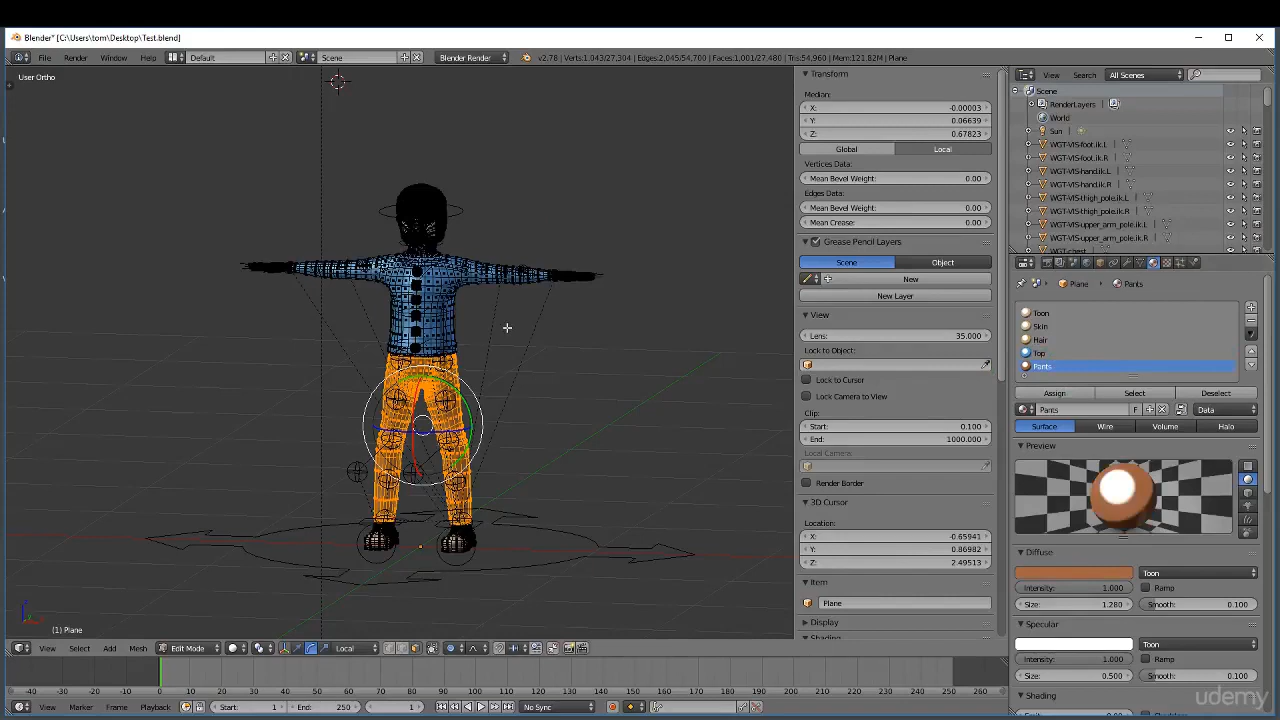 Blender* [C:\Users\tom\Desktop\Test.blend]
File Render Window Help Default Scene Blender Render v2.78 | Verts:1,043/27,304 | Edges:2,045/54,700 | Faces:1,001/27,480 | Tris:54,960 | Mem:121.82M | Plane
User Ortho
(1) Plane
View Select Add Mesh Edit Mode Local
-40 -30 -20 -10 0 10 20 30 40 50 60 70 80 90 100 110 120 130 140 150 160 170 180 190 200 210 220 230 240 250 260
View Marker Frame Playback Start: 1 End: 250 1 No Sync
Transform
Median:
X: -0.00003
Y: 0.06639
Z: 0.67823
Global Local
Vertices Data:
Mean Bevel Weight: 0.00
Edges Data:
Mean Bevel Weight: 0.00
Mean Crease: 0.00
Grease Pencil Layers
Scene Object
New
New Layer
View
Lens: 35.000
Lock to Object:
Lock to Cursor
Lock Camera to View
Clip:
Start: 0.100
End: 1000.000
Local Camera:
Render Border
3D Cursor
Location:
X: -0.65941
Y: 0.86982
Z: 2.49513
Item
Plane
Display
Shading
View Search All Scenes
Scene
RenderLayers
World
Sun
WGT-VIS-foot.ik.L
WGT-VIS-foot.ik.R
WGT-VIS-hand.ik.L
WGT-VIS-hand.ik.R
WGT-VIS-thigh_pole.ik.L
WGT-VIS-thigh_pole.ik.R
WGT-VIS-upper_arm_pole.ik.L
WGT-VIS-upper_arm_pole.ik.R
WGT-chest
Plane Pants
Toon
Skin
Hair
Top
Pants
Assign Select Deselect
Pants F Data
Surface Wire Volume Halo
Preview
Diffuse
Toon
Intensity: 1.000 Ramp
Size: 1.280 Smooth: 0.100
Specular
Toon
Intensity: 1.000 Ramp
Size: 0.500 Smooth: 0.100
Shading
udemy